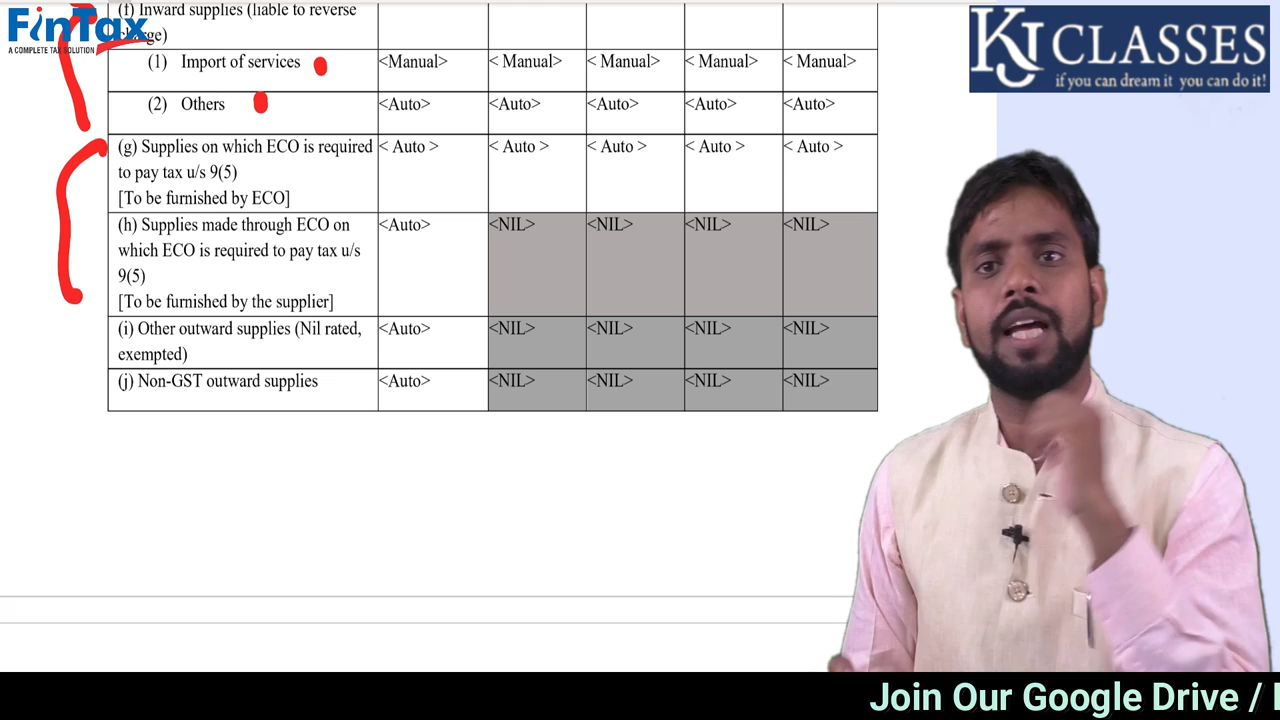 FinTax
A COMPLETE TAX SOLUTION
(f) Inward supplies (liable to reverse
charge)
(1) Import of services <Manual> < Manual> < Manual> < Manual> < Manual>
(2) Others <Auto> <Auto> <Auto> <Auto> <Auto>
(g) Supplies on which ECO is required < Auto > < Auto > < Auto > < Auto > < Auto >
to pay tax u/s 9(5)
[To be furnished by ECO]
(h) Supplies made through ECO on <Auto> <NIL> <NIL> <NIL> <NIL>
which ECO is required to pay tax u/s
9(5)
[To be furnished by the supplier]
(i) Other outward supplies (Nil rated, <Auto> <NIL> <NIL> <NIL> <NIL>
exempted)
(j) Non-GST outward supplies <Auto> <NIL> <NIL> <NIL> <NIL>
KJ CLASSES
if you can dream it you can do it!
Join Our Google Drive /